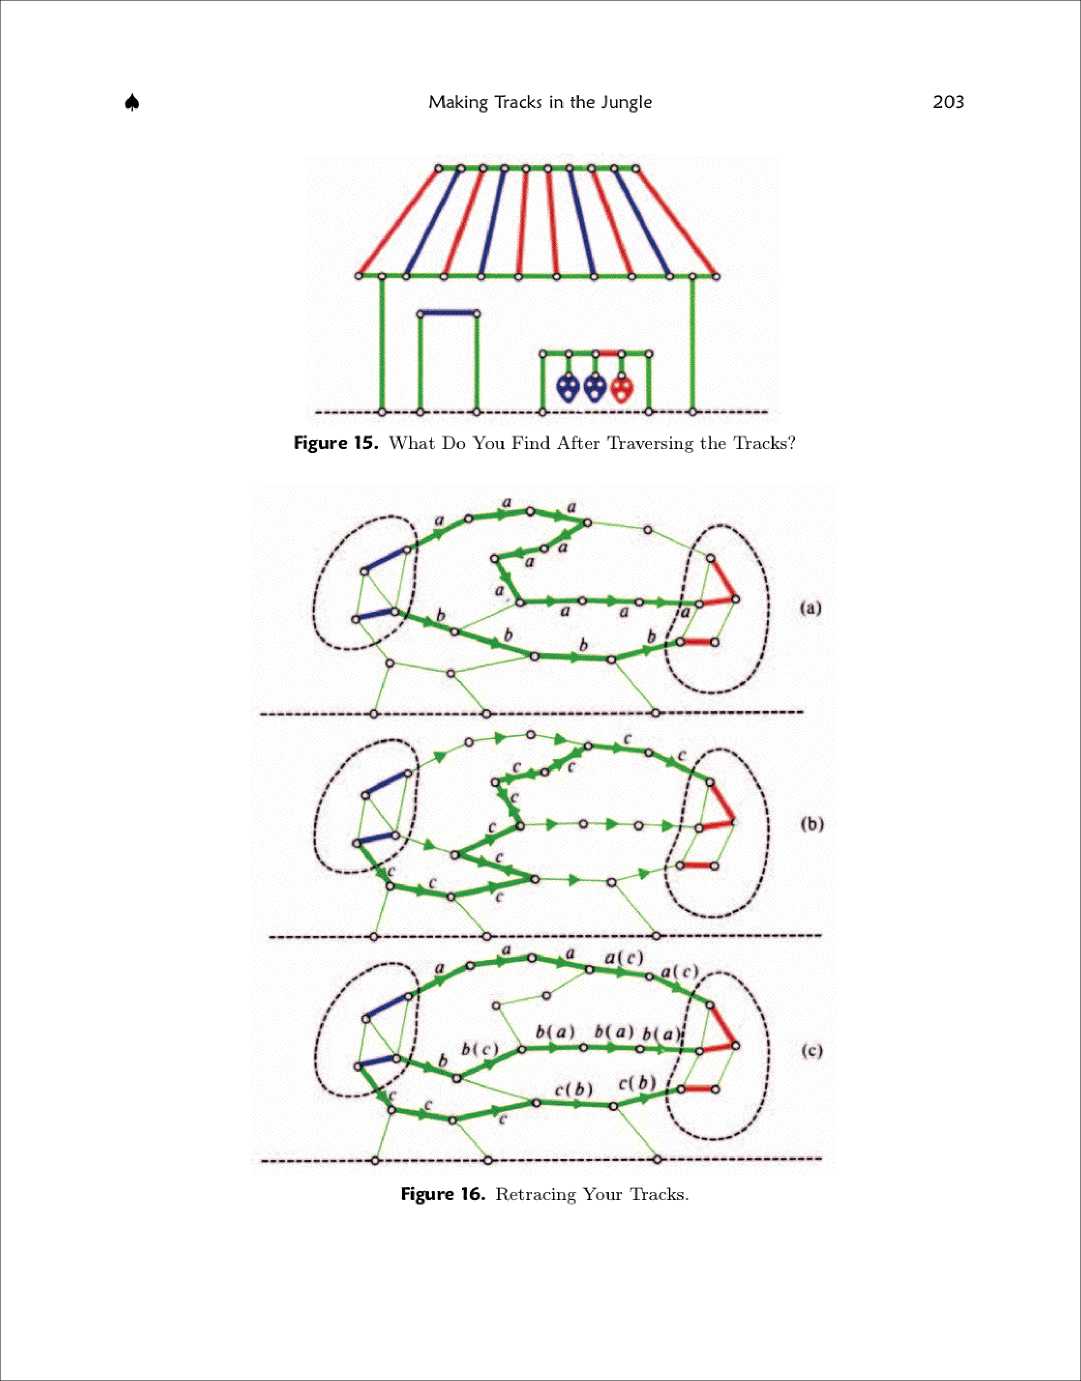 ♠ Making Tracks in the Jungle 203
Figure 15. What Do You Find After Traversing the Tracks?
a a a
a
a
a
a a a
b
b
b
b
(a)
c
c
c c
c
c
c
c
c
c
(b)
a a a a(c)
a(c)
b(a) b(a) b(a)
b(c)
b
c(b) c(b)
c
c
c
(c)
Figure 16. Retracing Your Tracks.